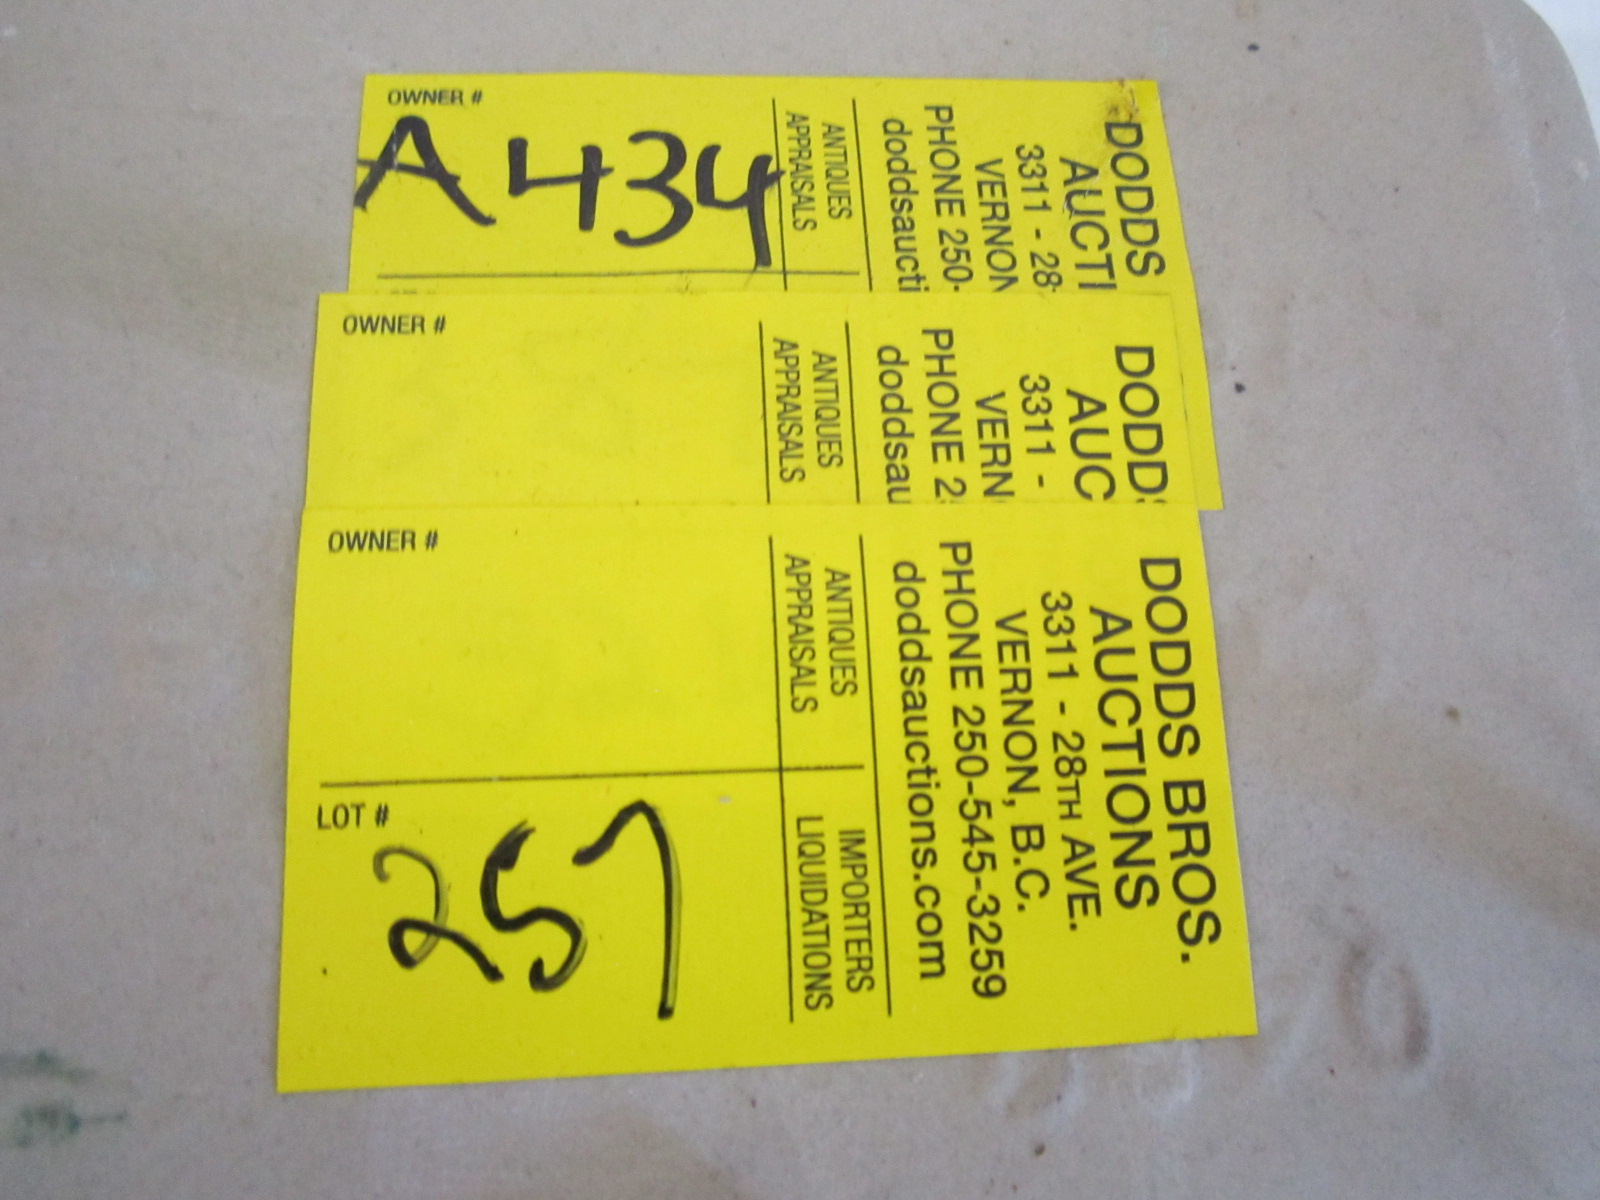 OWNER #
A 434
ANTIQUES
APPRAISALS
DODDS
AUCTI
3311 - 28
VERNON
PHONE 250-
doddsaucti
OWNER #
ANTIQUES
APPRAISALS
DODDS
AUC
3311 -
VERN
PHONE 2
doddsau
OWNER #
LOT #
257
ANTIQUES IMPORTERS
APPRAISALS LIQUIDATIONS
DODDS BROS.
AUCTIONS
3311 - 28TH AVE.
VERNON, B.C.
PHONE 250-545-3259
doddsauctions.com